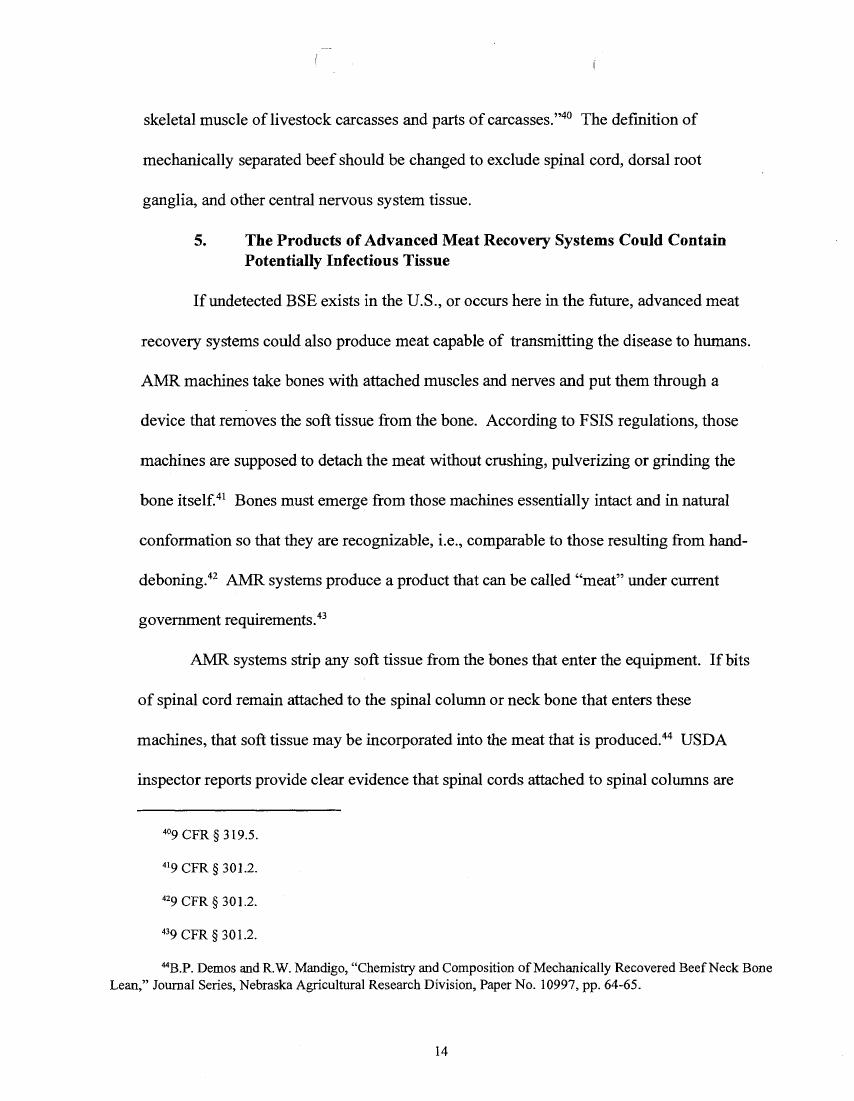 skeletal muscle of livestock carcasses and parts of carcasses.”⁴⁰ The definition of
mechanically separated beef should be changed to exclude spinal cord, dorsal root
ganglia, and other central nervous system tissue.
5. The Products of Advanced Meat Recovery Systems Could Contain
Potentially Infectious Tissue
If undetected BSE exists in the U.S., or occurs here in the future, advanced meat
recovery systems could also produce meat capable of transmitting the disease to humans.
AMR machines take bones with attached muscles and nerves and put them through a
device that removes the soft tissue from the bone. According to FSIS regulations, those
machines are supposed to detach the meat without crushing, pulverizing or grinding the
bone itself.⁴¹ Bones must emerge from those machines essentially intact and in natural
conformation so that they are recognizable, i.e., comparable to those resulting from hand-
deboning.⁴² AMR systems produce a product that can be called “meat” under current
government requirements.⁴³
AMR systems strip any soft tissue from the bones that enter the equipment. If bits
of spinal cord remain attached to the spinal column or neck bone that enters these
machines, that soft tissue may be incorporated into the meat that is produced.⁴⁴ USDA
inspector reports provide clear evidence that spinal cords attached to spinal columns are
⁴⁰9 CFR § 319.5.
⁴¹9 CFR § 301.2.
⁴²9 CFR § 301.2.
⁴³9 CFR § 301.2.
⁴⁴B.P. Demos and R.W. Mandigo, “Chemistry and Composition of Mechanically Recovered Beef Neck Bone
Lean,” Journal Series, Nebraska Agricultural Research Division, Paper No. 10997, pp. 64-65.
14